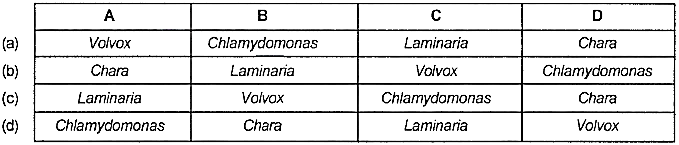 A B C D
(a) Volvox Chlamydomonas Laminaria Chara
(b) Chara Laminaria Volvox Chlamydomonas
(c) Laminaria Volvox Chlamydomonas Chara
(d) Chlamydomonas Chara Laminaria Volvox